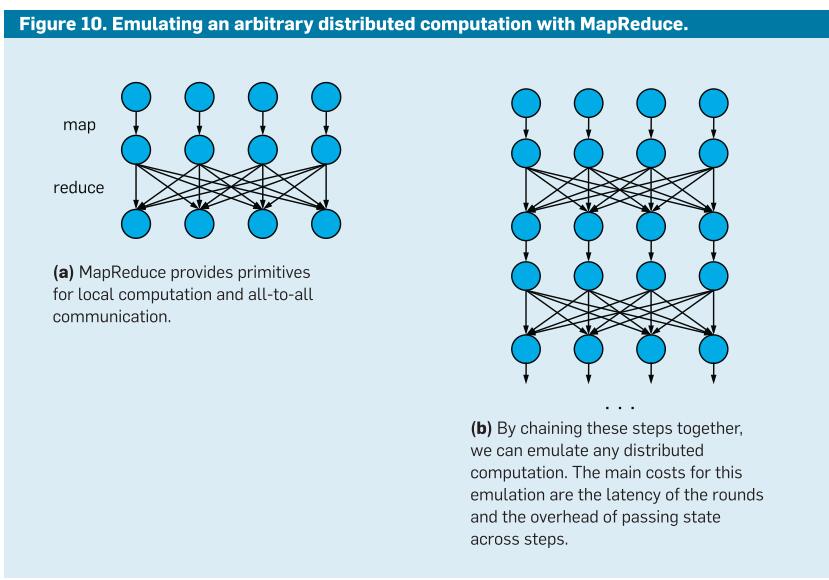 Figure 10. Emulating an arbitrary distributed computation with MapReduce.
map
reduce
(a) MapReduce provides primitives
for local computation and all-to-all
communication.
. . .
(b) By chaining these steps together,
we can emulate any distributed
computation. The main costs for this
emulation are the latency of the rounds
and the overhead of passing state
across steps.